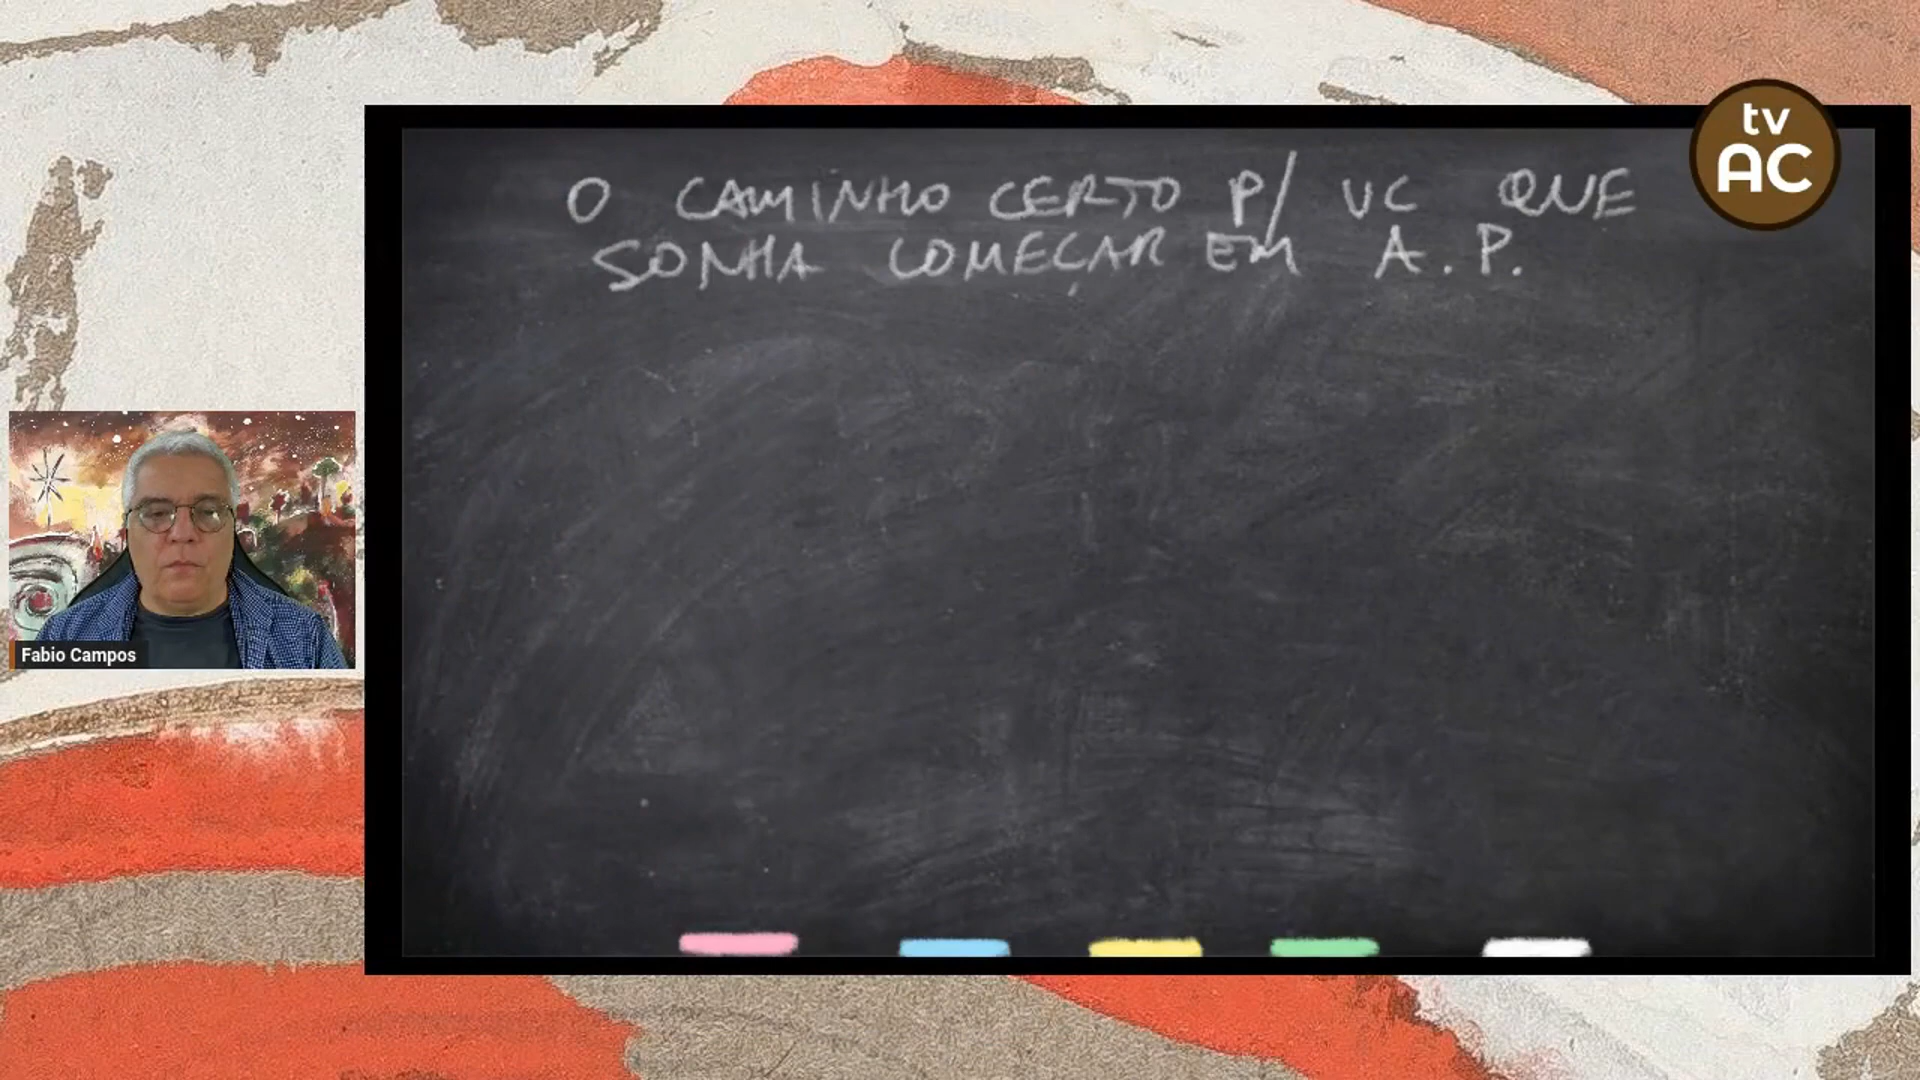 tv
AC
O CAMINHO CERTO P/ VC QUE
SONHA COMEÇAR EM A.P.
Fabio Campos